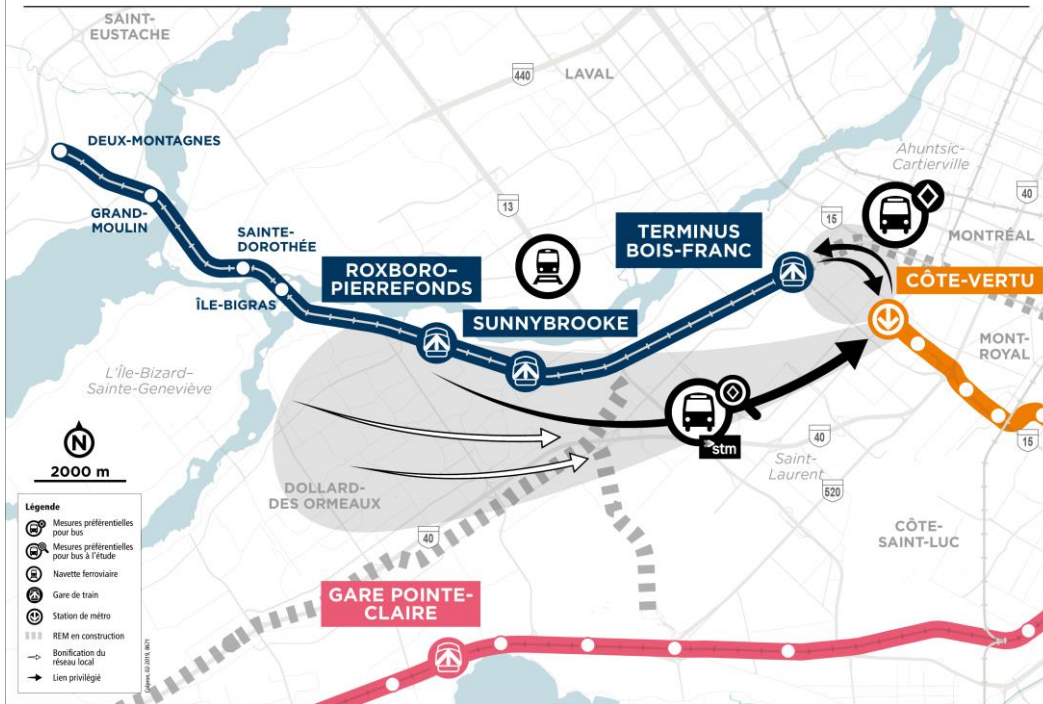 SAINT-
EUSTACHE
440
LAVAL
DEUX-MONTAGNES
Ahuntsic-
Cartierville
40
GRAND-
MOULIN
13
15
SAINTE-
DOROTHÉE
TERMINUS
BOIS-FRANC
MONTRÉAL
ROXBORO-
PIERREFONDS
CÔTE-VERTU
ÎLE-BIGRAS
SUNNYBROOKE
MONT-
ROYAL
L'Île-Bizard-
Sainte-Geneviève
N
2000 m
stm
40
15
Saint-
Laurent
520
DOLLARD-
DES ORMEAUX
40
CÔTE-
SAINT-LUC
Légende
Mesures préférentielles
pour bus
Mesures préférentielles
pour bus à l'étude
Navette ferroviaire
Gare de train
Station de métro
REM en construction
Bonification du
réseau local
Lien privilégié
GARE POINTE-
CLAIRE